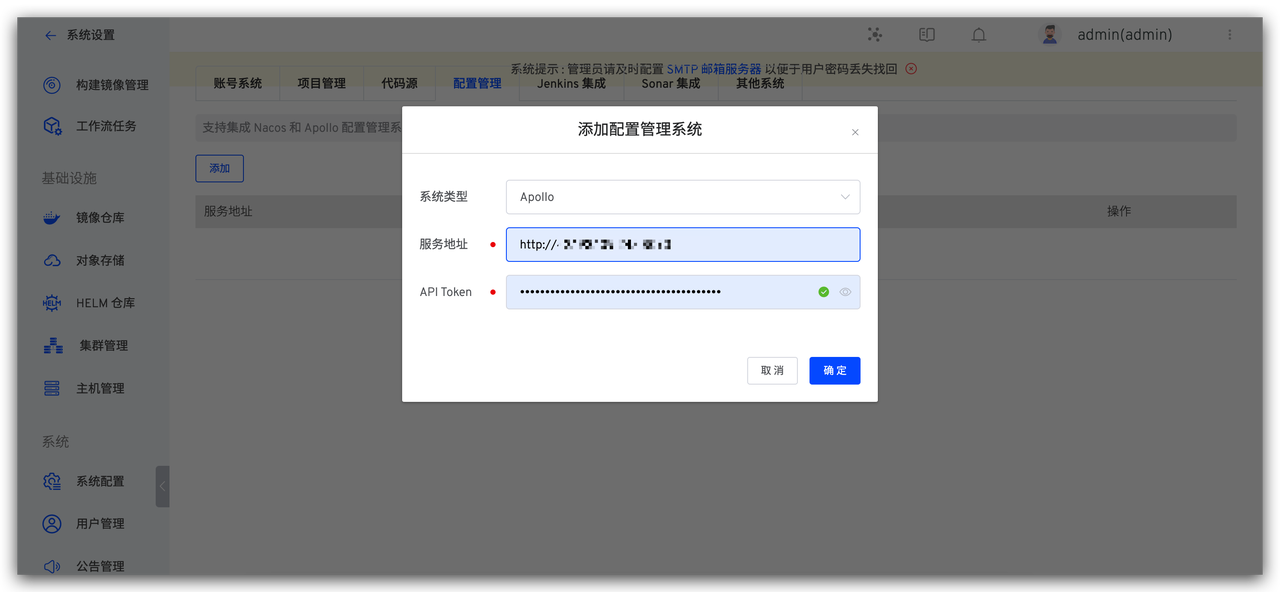 系统设置
admin(admin)
系统提示 : 管理员请及时配置 SMTP 邮箱服务器 以便于用户密码丢失找回
构建镜像管理
工作流任务
基础设施
镜像仓库
对象存储
HELM 仓库
集群管理
主机管理
系统
系统配置
用户管理
公告管理
账号系统 项目管理 代码源 配置管理 Jenkins 集成 Sonar 集成 其他系统
支持集成 Nacos 和 Apollo 配置管理系
添加
服务地址 操作
添加配置管理系统
系统类型 Apollo
服务地址 http://
API Token
取消 确定